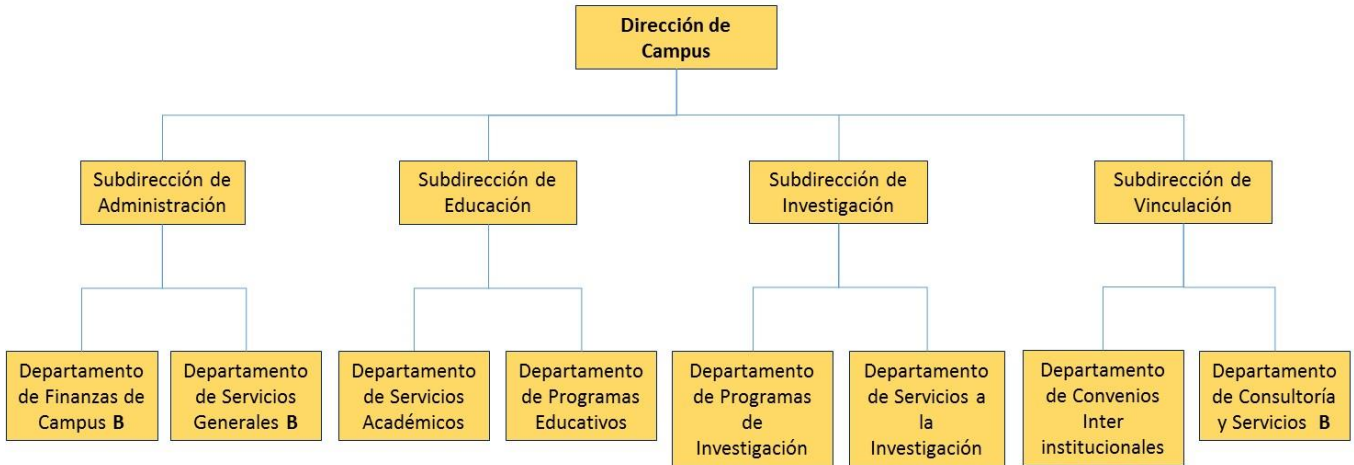 Dirección de
Campus
Subdirección de
Administración
Subdirección de
Educación
Subdirección de
Investigación
Subdirección de
Vinculación
Departamento
de Finanzas de
Campus B
Departamento
de Servicios
Generales B
Departamento
de Servicios
Académicos
Departamento
de Programas
Educativos
Departamento
de Programas
de
Investigación
Departamento
de Servicios a
la
Investigación
Departamento
de Convenios
Inter
institucionales
Departamento
de Consultoría
y Servicios B